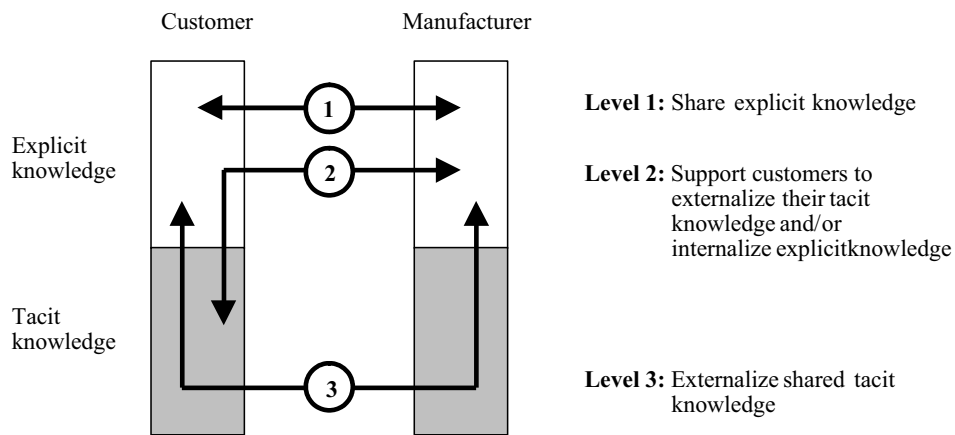 Customer
Manufacturer
Explicit
knowledge
Tacit
knowledge
1
2
3
Level 1: Share explicit knowledge
Level 2: Support customers to
externalize their tacit
knowledge and/or
internalize explicitknowledge
Level 3: Externalize shared tacit
knowledge